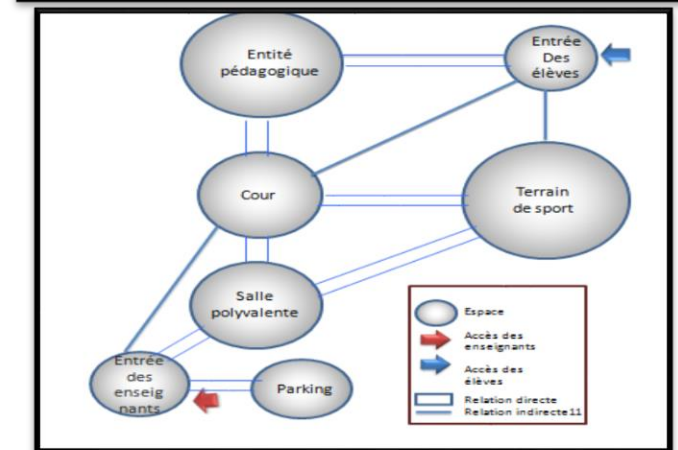 Entité
pédagogique
Entrée
Des
élèves
Cour
Terrain
de sport
Salle
polyvalente
Entrée
des
enseig
nants
Parking
Espace
Accès des
enseignants
Accès des
élèves
Relation directe
Relation indirecte11